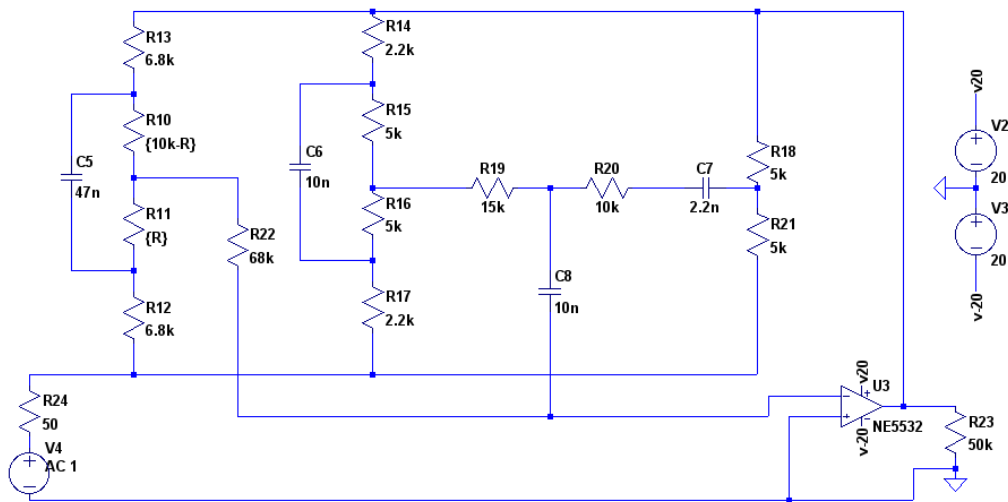 R13
6.8k
R14
2.2k
R10
{10k-R}
R15
5k
C5
47n
C6
10n
R19
15k
R20
10k
C7
2.2n
R18
5k
v20
V2
20
R11
{R}
R16
5k
R22
68k
R21
5k
V3
20
R12
6.8k
R17
2.2k
C8
10n
v-20
R24
50
V4
AC 1
v20
U3
NE5532
v-20
R23
50k